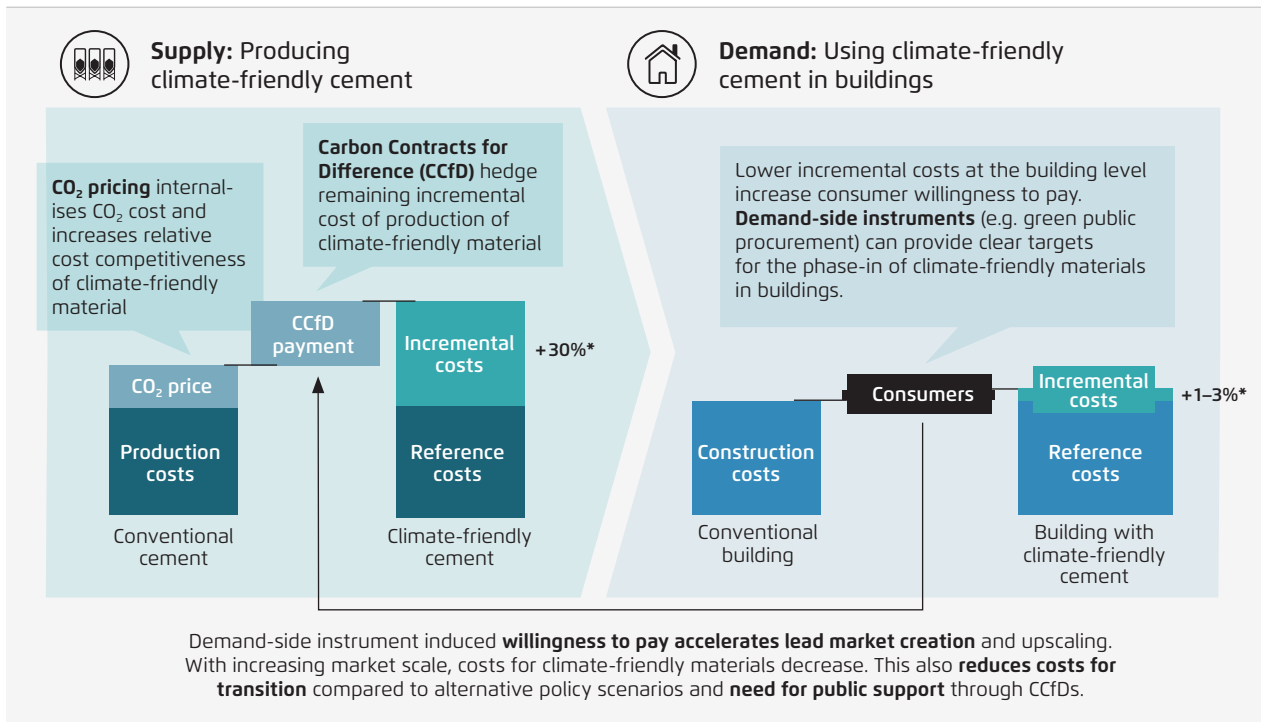 Supply: Producing
climate-friendly cement
CO₂ pricing internal-
ises CO₂ cost and
increases relative
cost competitiveness
of climate-friendly
material
Carbon Contracts for
Difference (CCfD) hedge
remaining incremental
cost of production of
climate-friendly material
CCfD
payment
CO₂ price
Production
costs
Conventional
cement
Incremental
costs
+30%*
Reference
costs
Climate-friendly
cement
Demand: Using climate-friendly
cement in buildings
Lower incremental costs at the building level
increase consumer willingness to pay.
Demand-side instruments (e.g. green public
procurement) can provide clear targets
for the phase-in of climate-friendly materials
in buildings.
Consumers
Construction
costs
Conventional
building
Incremental
costs
+1–3%*
Reference
costs
Building with
climate-friendly
cement
Demand-side instrument induced willingness to pay accelerates lead market creation and upscaling.
With increasing market scale, costs for climate-friendly materials decrease. This also reduces costs for
transition compared to alternative policy scenarios and need for public support through CCfDs.